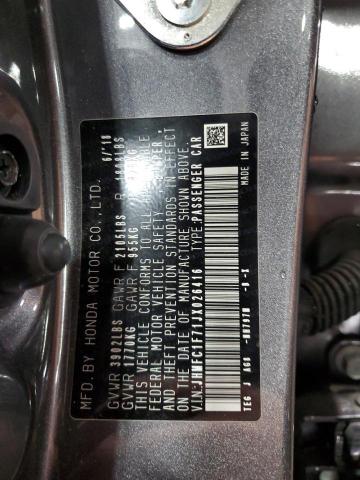 MFD. BY HONDA MOTOR CO., LTD. 6/'18
GVWR 3902LBS GAWR F 2105LBS R 1808LBS
GVWR 1770KG GAWR F 955KG
THIS VEHICLE CONFORMS TO ALL APPLICABLE
FEDERAL MOTOR VEHICLE SAFETY, BUMPER,
AND THEFT PREVENTION STANDARDS IN EFFECT
ON THE DATE OF MANUFACTURE SHOWN ABOVE.
V.I.N.: TYPE:PASSENGER CAR
TEG J MADE IN JAPAN